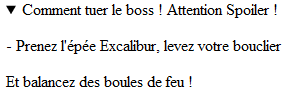 ▼ Comment tuer le boss ! Attention Spoiler !
- Prenez l'épée Excalibur, levez votre bouclier
Et balancez des boules de feu !